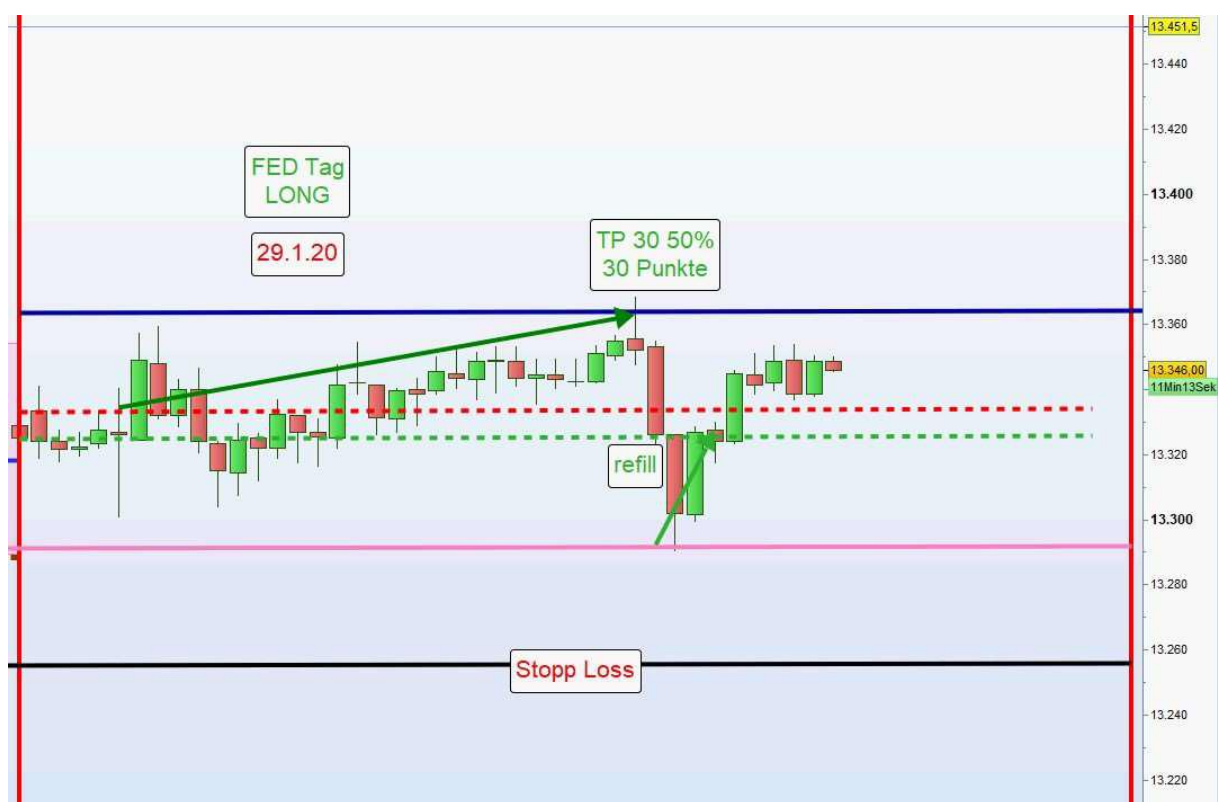 13.451,5
13.440
13.420
FED Tag
LONG
13.400
29.1.20
TP 30 50%
30 Punkte
13.380
13.360
13.346,00
11Min13Sek
refill
13.320
13.300
13.280
Stopp Loss
13.260
13.240
13.220